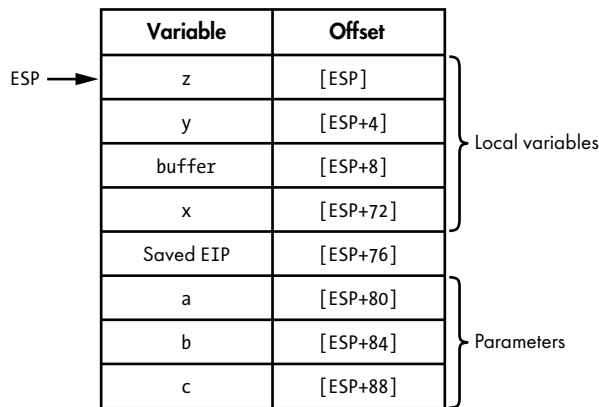 Variable Offset
ESP z [ESP]
y [ESP+4]
Local variables
buffer [ESP+8]
x [ESP+72]
Saved EIP [ESP+76]
a [ESP+80]
b [ESP+84] Parameters
c [ESP+88]